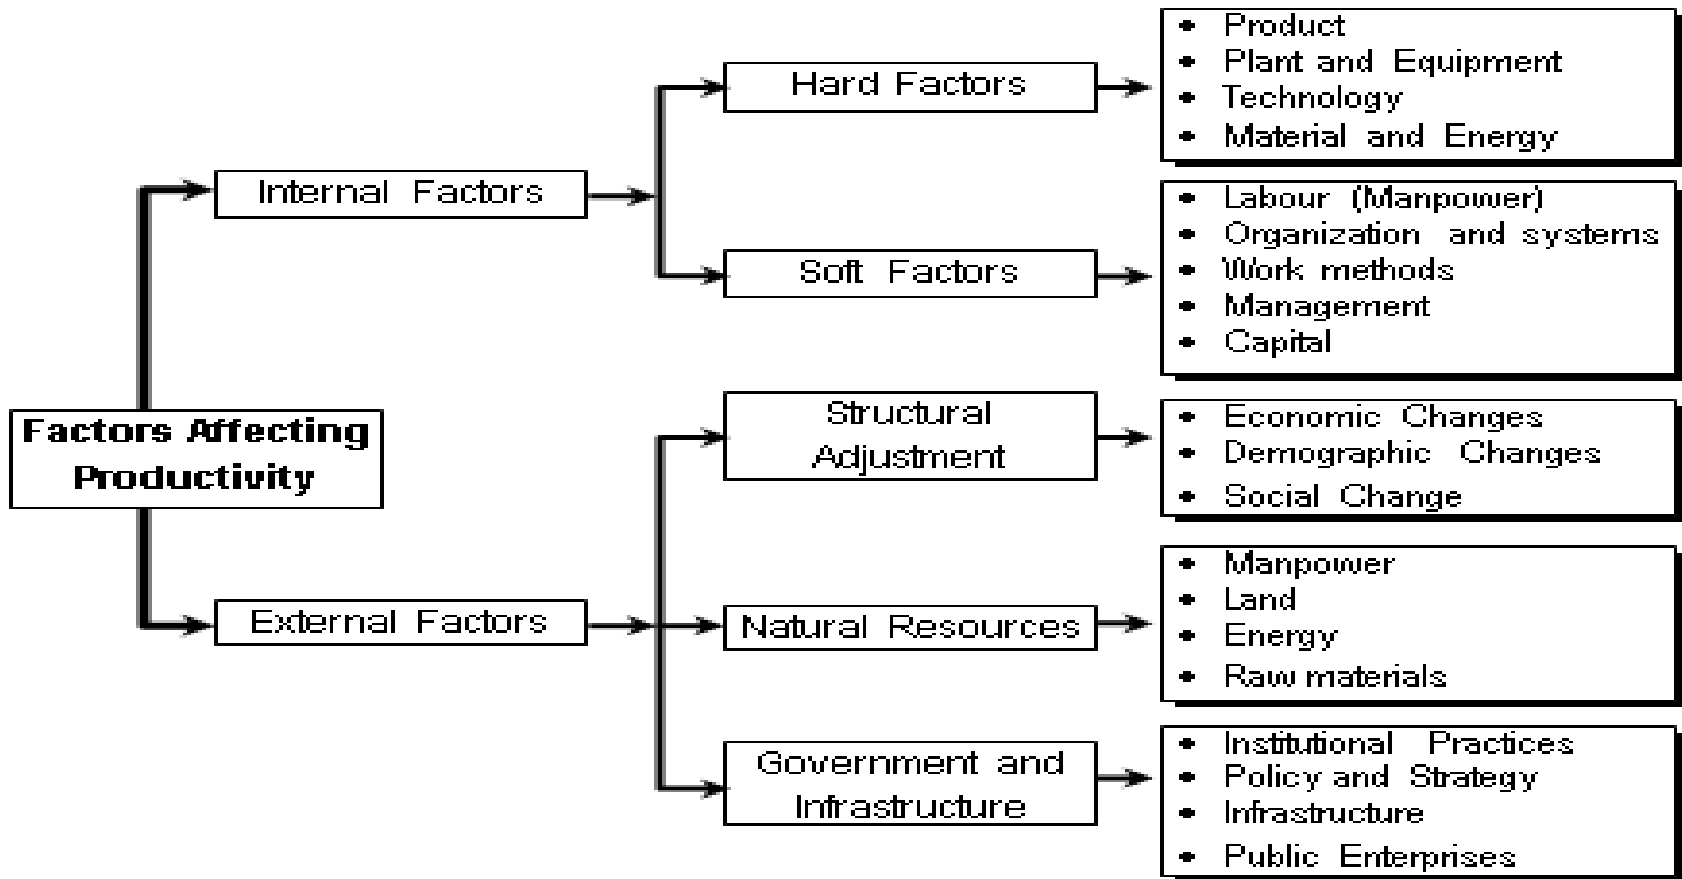 Factors Affecting
Productivity
Internal Factors
Hard Factors
• Product
• Plant and Equipment
• Technology
• Material and Energy
Soft Factors
• Labour (Manpower)
• Organization and systems
• Work methods
• Management
• Capital
External Factors
Structural
Adjustment
• Economic Changes
• Demographic Changes
• Social Change
Natural Resources
• Manpower
• Land
• Energy
• Raw materials
Government and
Infrastructure
• Institutional Practices
• Policy and Strategy
• Infrastructure
• Public Enterprises